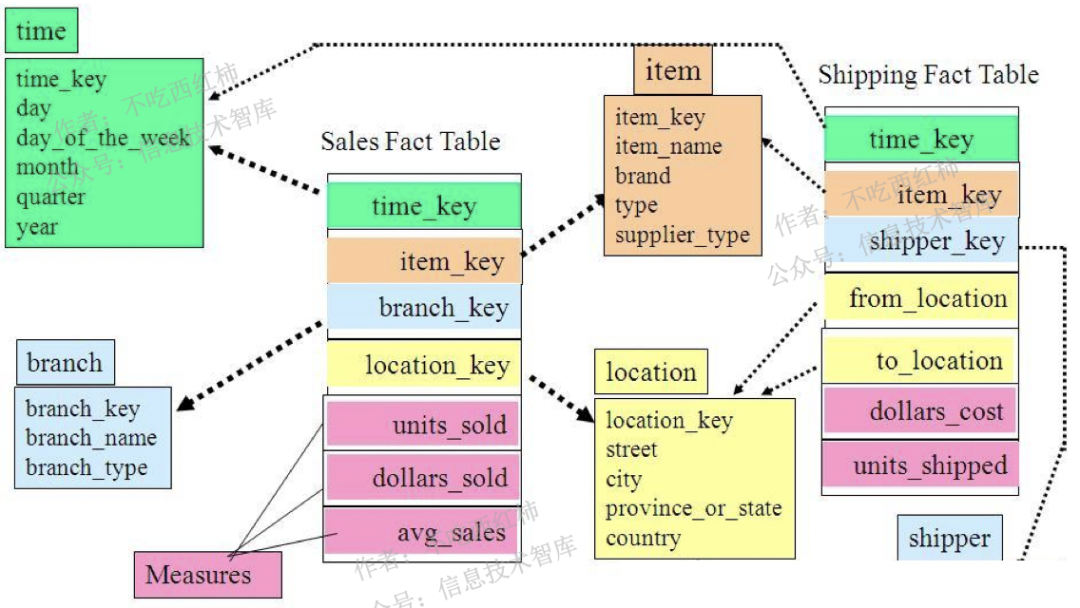 time
time_key
day
day_of_the_week
month
quarter
year
Sales Fact Table
time_key
item_key
branch_key
location_key
units_sold
dollars_sold
avg_sales
Measures
branch
branch_key
branch_name
branch_type
item
item_key
item_name
brand
type
supplier_type
location
location_key
street
city
province_or_state
country
Shipping Fact Table
time_key
item_key
shipper_key
from_location
to_location
dollars_cost
units_shipped
shipper
作者：不吃西红柿
公众号：信息技术智库
作者：不吃西红柿
公众号：信息技术智库
作者：不吃西红柿
公众号：信息技术智库